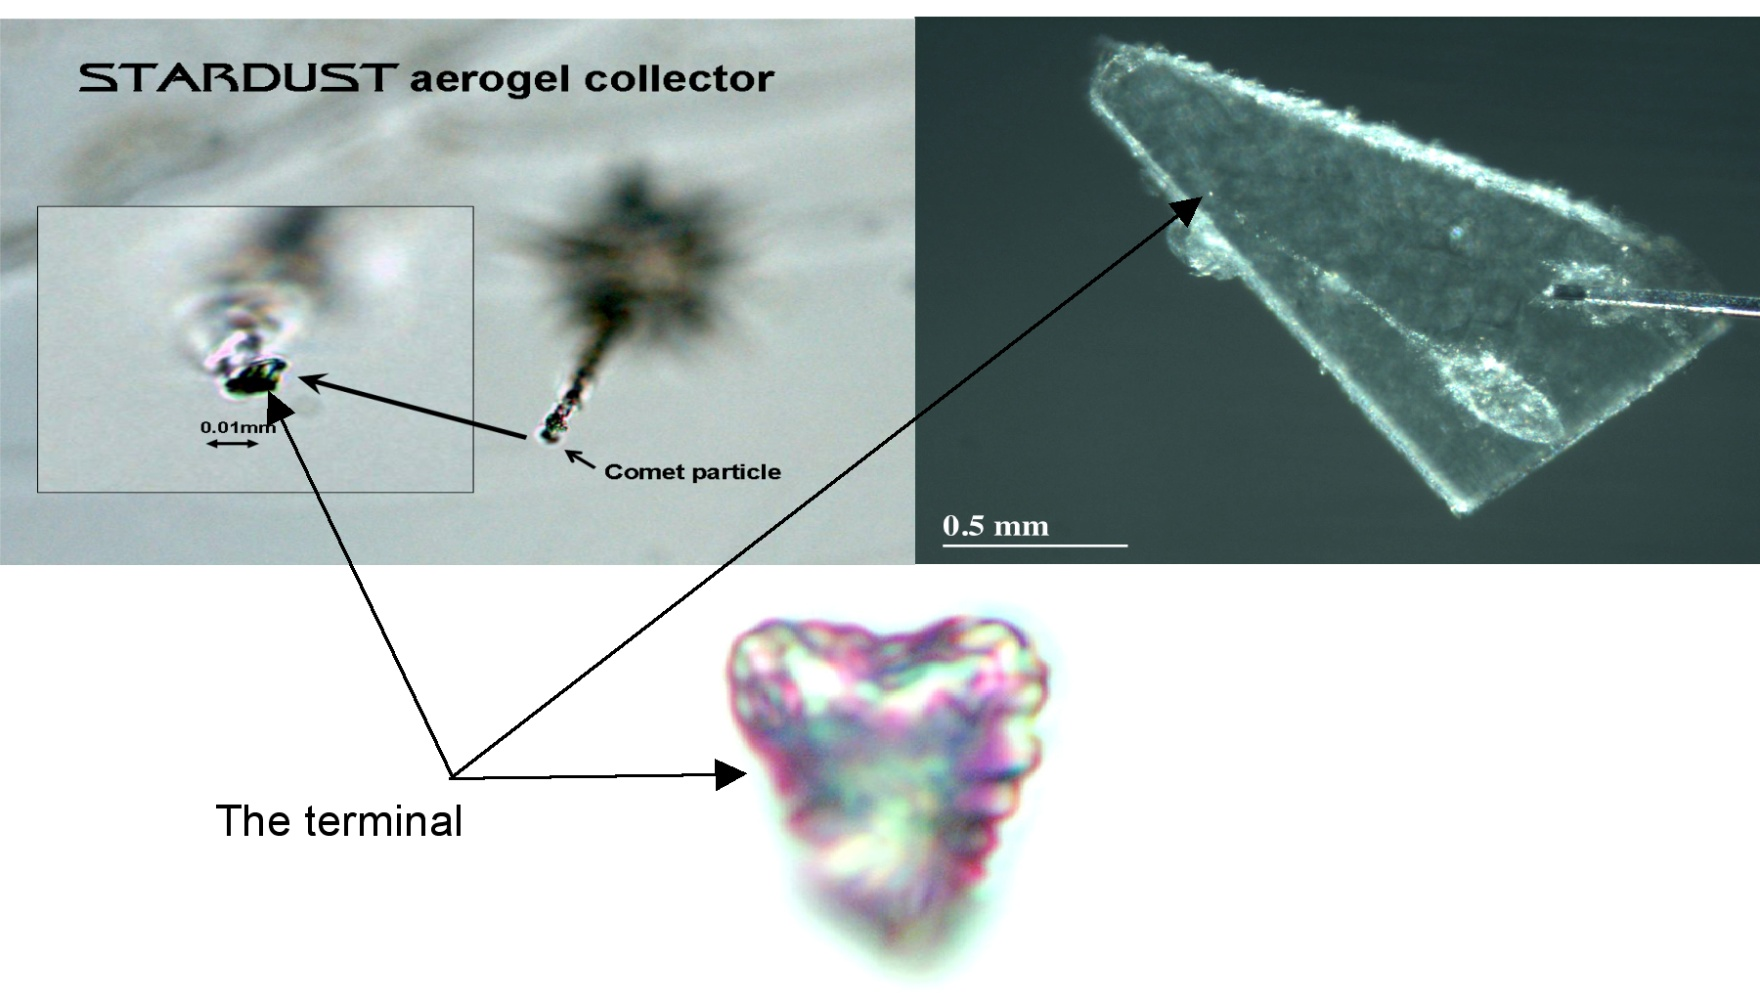 STARDUST aerogel collector
0.01mm
Comet particle
0.5 mm
The terminal